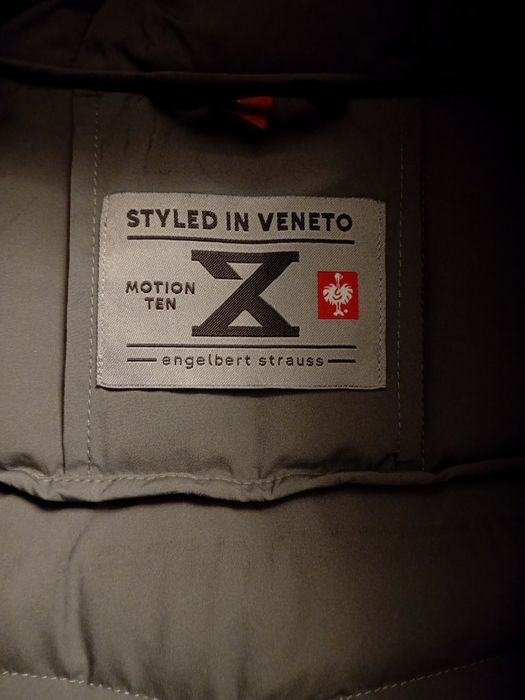 STYLED IN VENETO
MOTION
TEN
engelbert strauss